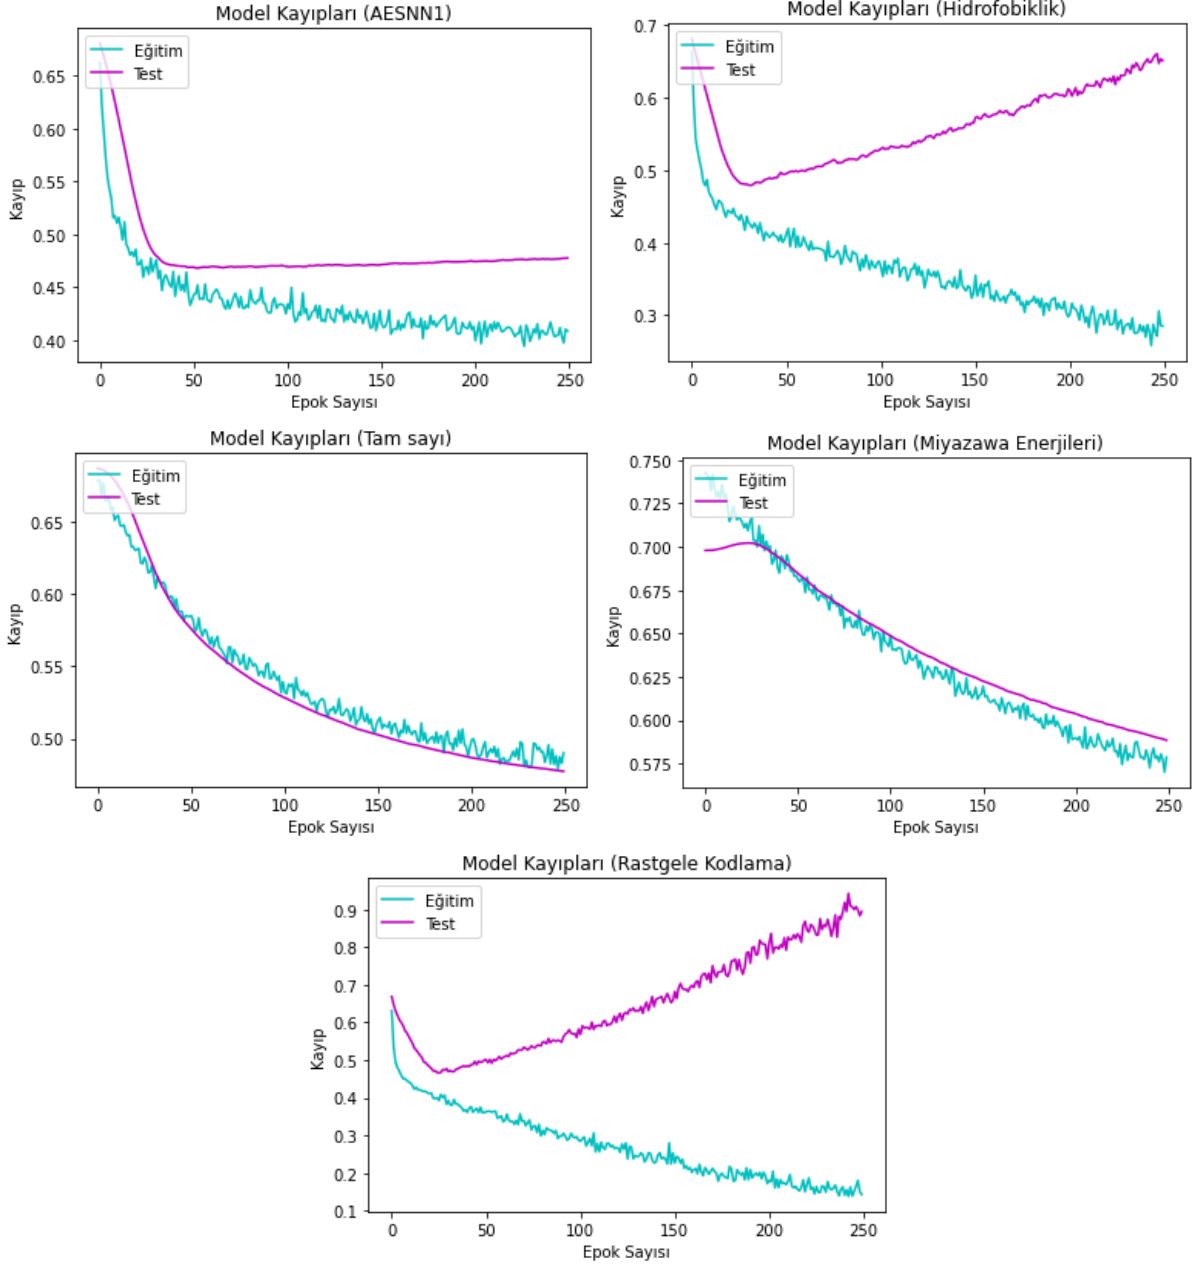 Model Kayıpları (AESNN1)
Eğitim
Test
Kayıp
0.65
0.60
0.55
0.50
0.45
0.40
0 50 100 150 200 250
Epok Sayısı
Model Kayıpları (Hidrofobiklik)
Eğitim
Test
Kayıp
0.7
0.6
0.5
0.4
0.3
0 50 100 150 200 250
Epok Sayısı
Model Kayıpları (Tam sayı)
Eğitim
Test
Kayıp
0.65
0.60
0.55
0.50
0 50 100 150 200 250
Epok Sayısı
Model Kayıpları (Miyazawa Enerjileri)
Eğitim
Test
Kayıp
0.750
0.725
0.700
0.675
0.650
0.625
0.600
0.575
0 50 100 150 200 250
Epok Sayısı
Model Kayıpları (Rastgele Kodlama)
Eğitim
Test
Kayıp
0.9
0.8
0.7
0.6
0.5
0.4
0.3
0.2
0.1
0 50 100 150 200 250
Epok Sayısı